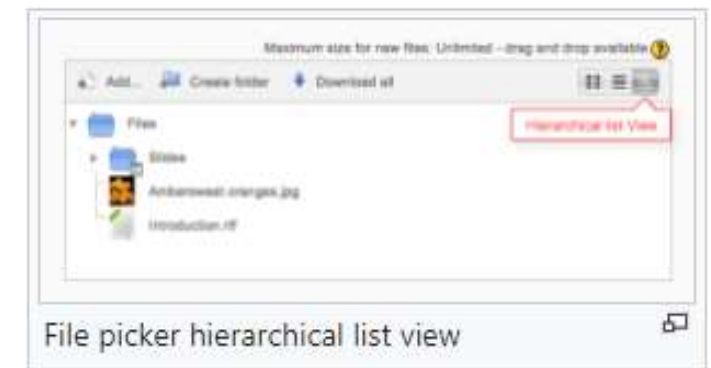 Maximum size for new files: Unlimited - drag and drop available
Add... Create folder Download all
Hierarchical list View
Files
Slides
Ambersweet oranges.jpg
Introduction.rtf
File picker hierarchical list view